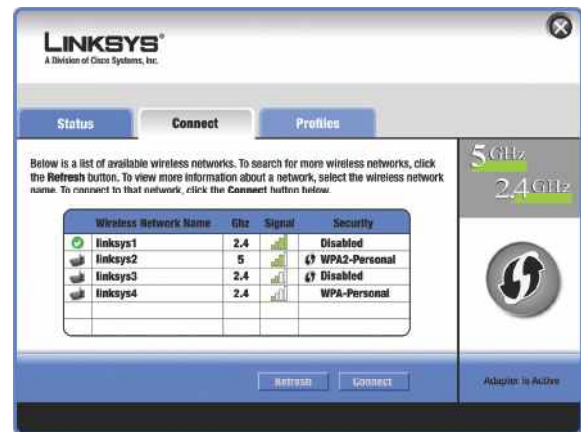 LINKSYS®
A Division of Cisco Systems, Inc.
Status Connect Profiles
Below is a list of available wireless networks. To search for more wireless networks, click
the Refresh button. To view more information about a network, select the wireless network
name. To connect to that network, click the Connect button below.
5 GHz
2.4 GHz
Wireless Network Name Ghz Signal Security
linksys1 2.4 Disabled
linksys2 5 WPA2-Personal
linksys3 2.4 Disabled
linksys4 2.4 WPA-Personal
Refresh Connect
Adapter is Active